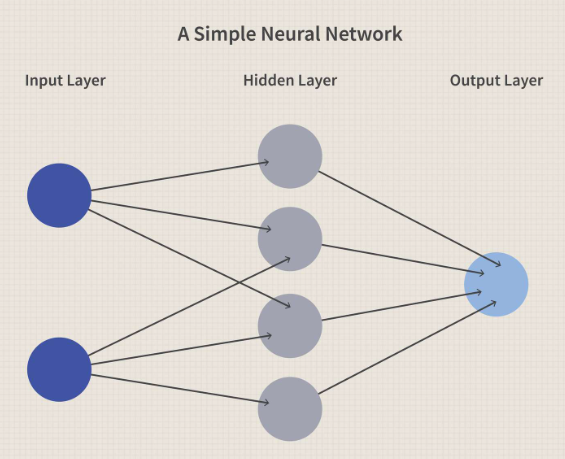 A Simple Neural Network
Input Layer
Hidden Layer
Output Layer